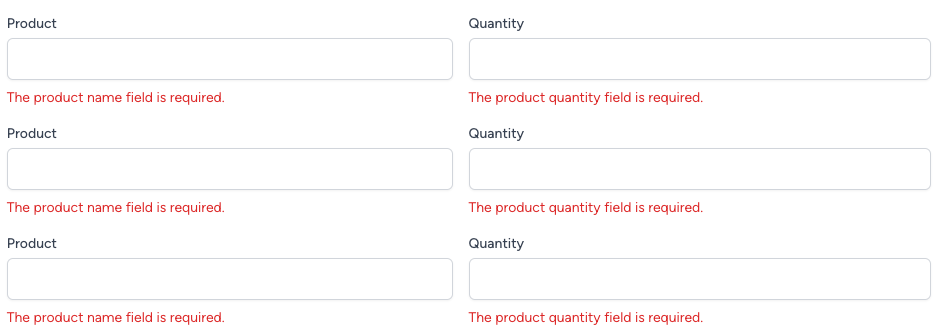 Product
Quantity
The product name field is required.
The product quantity field is required.
Product
Quantity
The product name field is required.
The product quantity field is required.
Product
Quantity
The product name field is required.
The product quantity field is required.